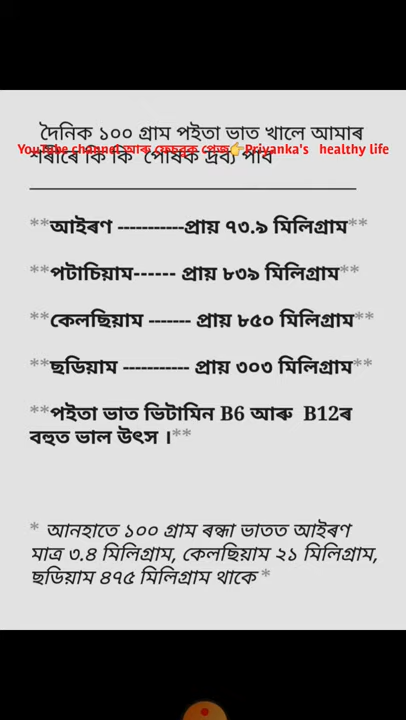 দৈনিক ১০০ গ্ৰাম পইতা ভাত খালে আমাৰ
YouTube channel আৰু ফেচবুক পেজ👉Priyanka's healthy life
শৰীৰে কি কি পোষক দ্ৰব্য পাব
**আইৰণ -----------প্ৰায় ৭৩.৯ মিলিগ্ৰাম**
**পটাচিয়াম------ প্ৰায় ৮৩৯ মিলিগ্ৰাম**
**কেলছিয়াম ------- প্ৰায় ৮৫০ মিলিগ্ৰাম**
**ছডিয়াম ----------- প্ৰায় ৩০৩ মিলিগ্ৰাম**
**পইতা ভাত ভিটামিন B6 আৰু B12ৰ
বহুত ভাল উৎস ।**
* আনহাতে ১০০ গ্ৰাম ৰন্ধা ভাতত আইৰণ
মাত্ৰ ৩.৪ মিলিগ্ৰাম, কেলছিয়াম ২১ মিলিগ্ৰাম,
ছডিয়াম ৪৭৫ মিলিগ্ৰাম থাকে *